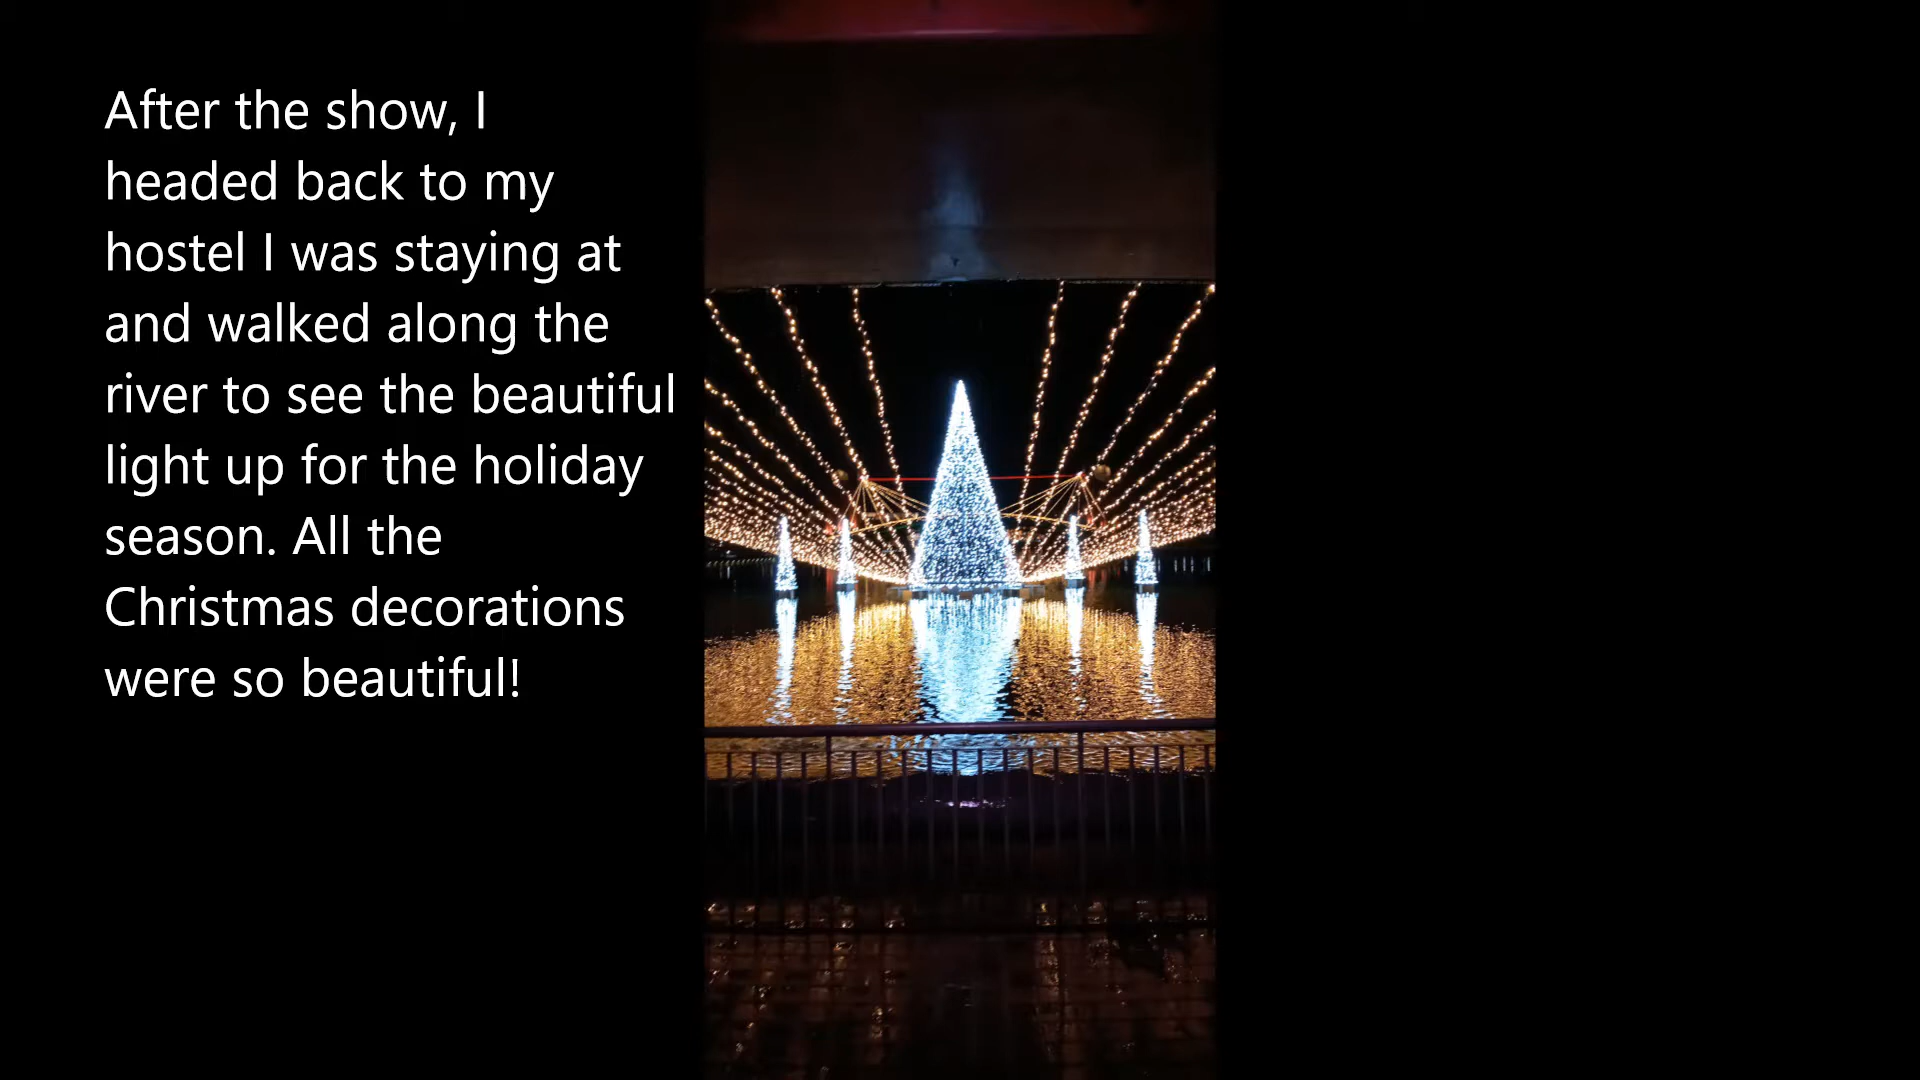 After the show, I
headed back to my
hostel I was staying at
and walked along the
river to see the beautiful
light up for the holiday
season. All the
Christmas decorations
were so beautiful!